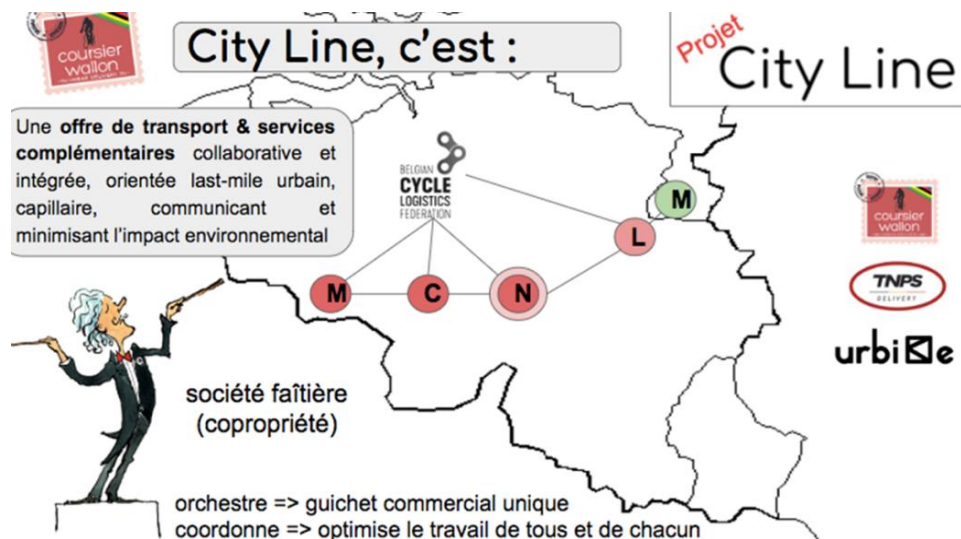 coursier
wallon
City Line, c'est :
Projet
City Line
Une offre de transport & services
complémentaires collaborative et
intégrée, orientée last-mile urbain,
capillaire, communicant et
minimisant l'impact environnemental
BELGIAN
CYCLE
LOGISTICS
FEDERATION
M
L
M
C
N
coursier
wallon
TNPS
DELIVERY
urbike
société faîtière
(copropriété)
orchestre => guichet commercial unique
coordonne => optimise le travail de tous et de chacun